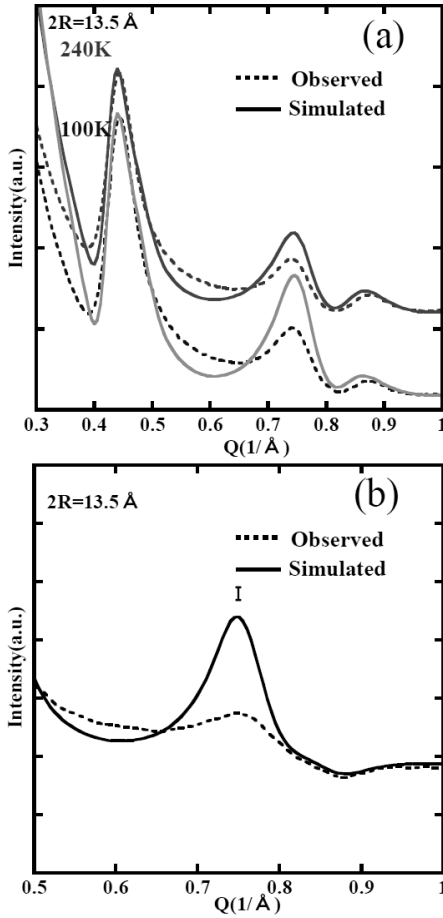 2R=13.5 Å
(a)
240K
Observed
Simulated
100K
Intensity(a.u.)
0.3 0.4 0.5 0.6 0.7 0.8 0.9 1
Q(1/Å)
2R=13.5 Å
(b)
Observed
Simulated
I
Intensity(a.u.)
0.5 0.6 0.7 0.8 0.9 1
Q(1/Å)